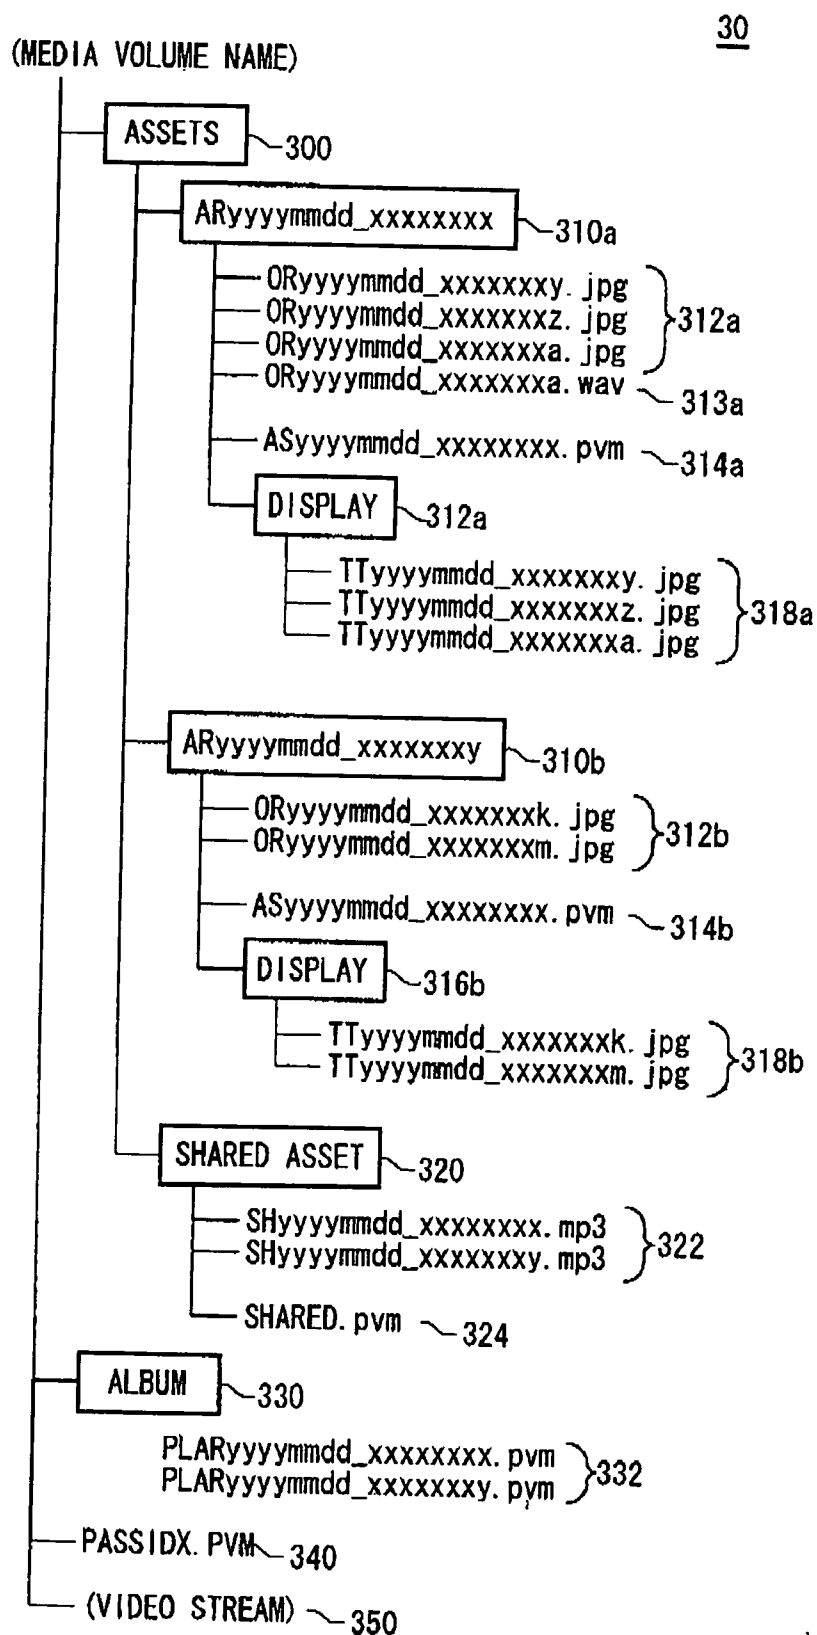 30
(MEDIA VOLUME NAME)
ASSETS 300
ARyyyymmdd_xxxxxxxx 310a
ORyyyymmdd_xxxxxxxy.jpg
ORyyyymmdd_xxxxxxxz.jpg 312a
ORyyyymmdd_xxxxxxxa.jpg
ORyyyymmdd_xxxxxxxa.wav 313a
ASyyyymmdd_xxxxxxxx.pvm 314a
DISPLAY 312a
TTyyyymmdd_xxxxxxxy.jpg
TTyyyymmdd_xxxxxxxz.jpg 318a
TTyyyymmdd_xxxxxxxa.jpg
ARyyyymmdd_xxxxxxxy 310b
ORyyyymmdd_xxxxxxxk.jpg 312b
ORyyyymmdd_xxxxxxxm.jpg
ASyyyymmdd_xxxxxxxx.pvm 314b
DISPLAY 316b
TTyyyymmdd_xxxxxxxk.jpg 318b
TTyyyymmdd_xxxxxxxm.jpg
SHARED ASSET 320
SHyyyymmdd_xxxxxxxx.mp3 322
SHyyyymmdd_xxxxxxxy.mp3
SHARED.pvm 324
ALBUM 330
PLARyyyymmdd_xxxxxxxx.pvm 332
PLARyyyymmdd_xxxxxxxy.pvm
PASSIDX.PVM 340
(VIDEO STREAM) 350